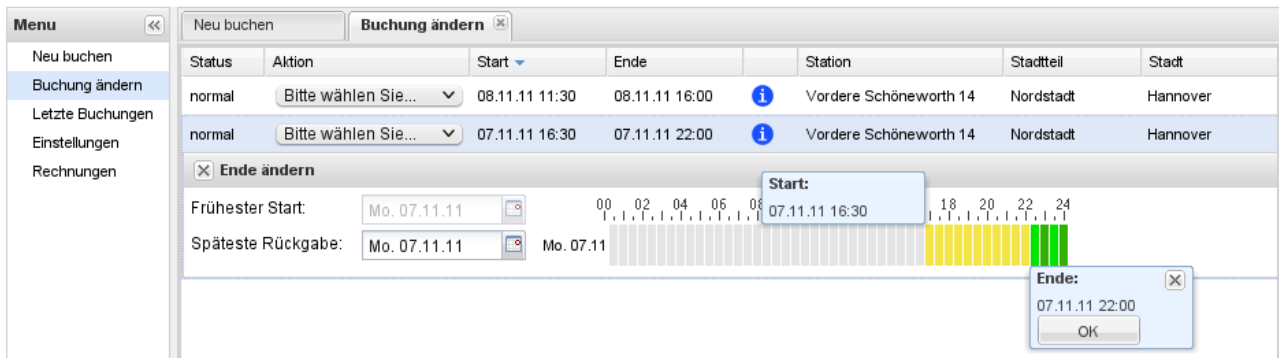 Menu
Neu buchen
Buchung ändern
Letzte Buchungen
Einstellungen
Rechnungen
Neu buchen Buchung ändern
Status Aktion Start Ende Station Stadtteil Stadt
normal Bitte wählen Sie... 08.11.11 11:30 08.11.11 16:00 i Vordere Schöneworth 14 Nordstadt Hannover
normal Bitte wählen Sie... 07.11.11 16:30 07.11.11 22:00 i Vordere Schöneworth 14 Nordstadt Hannover
Ende ändern
Start:
07.11.11 16:30
Frühester Start: Mo. 07.11.11
00 02 04 06 18 20 22 24
Späteste Rückgabe: Mo. 07.11.11 Mo. 07.11
Ende:
07.11.11 22:00
OK